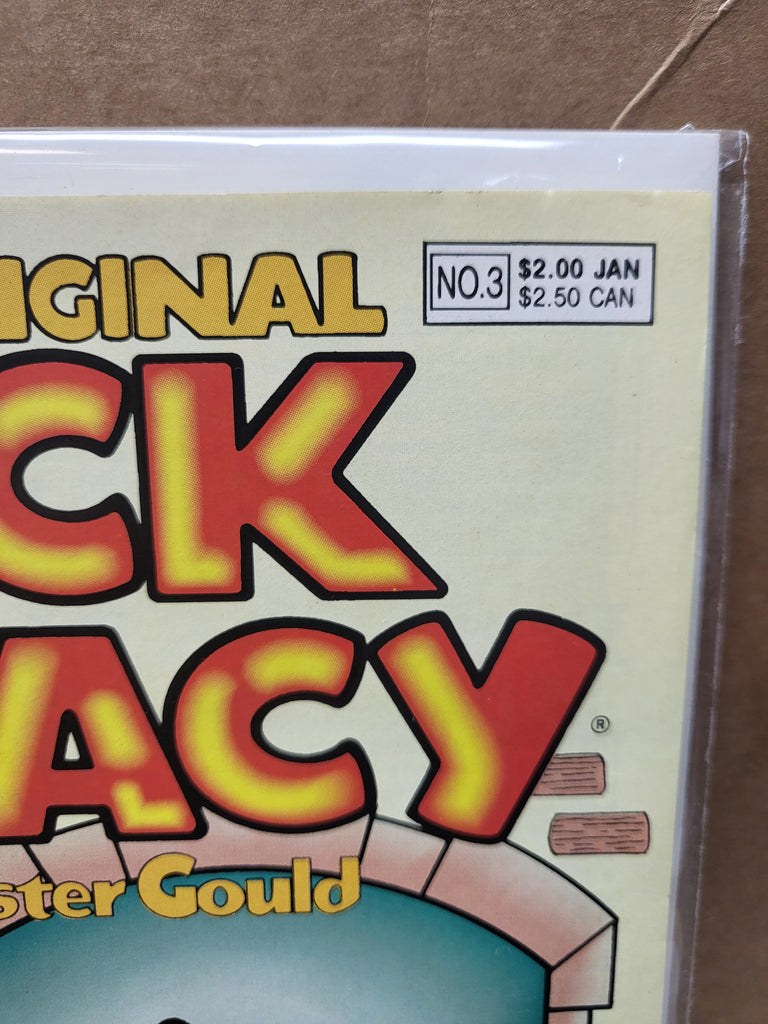 IGINAL
NO.3
$2.00 JAN
$2.50 CAN
CK
ACY
®
ster Gould